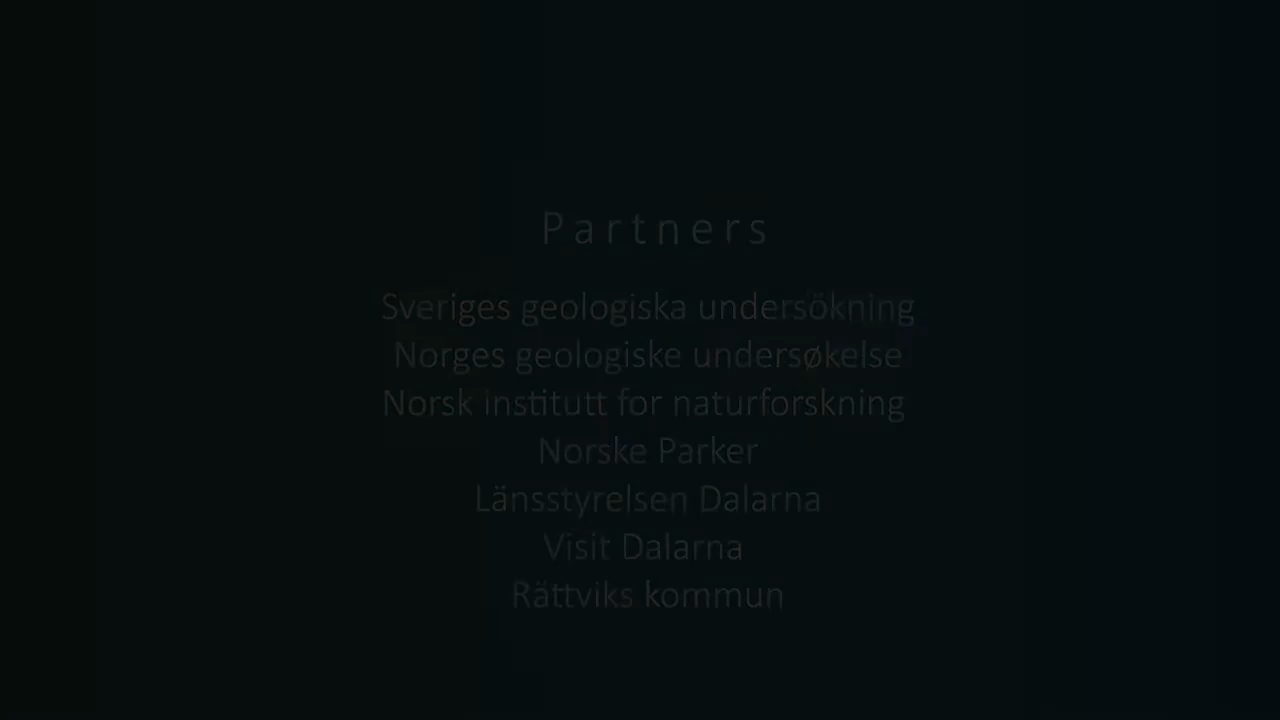 Partners
Sveriges geologiska undersökning
Norges geologiske undersøkelse
Norsk institutt for naturforskning
Norske Parker
Länsstyrelsen Dalarna
Visit Dalarna
Rättviks kommun